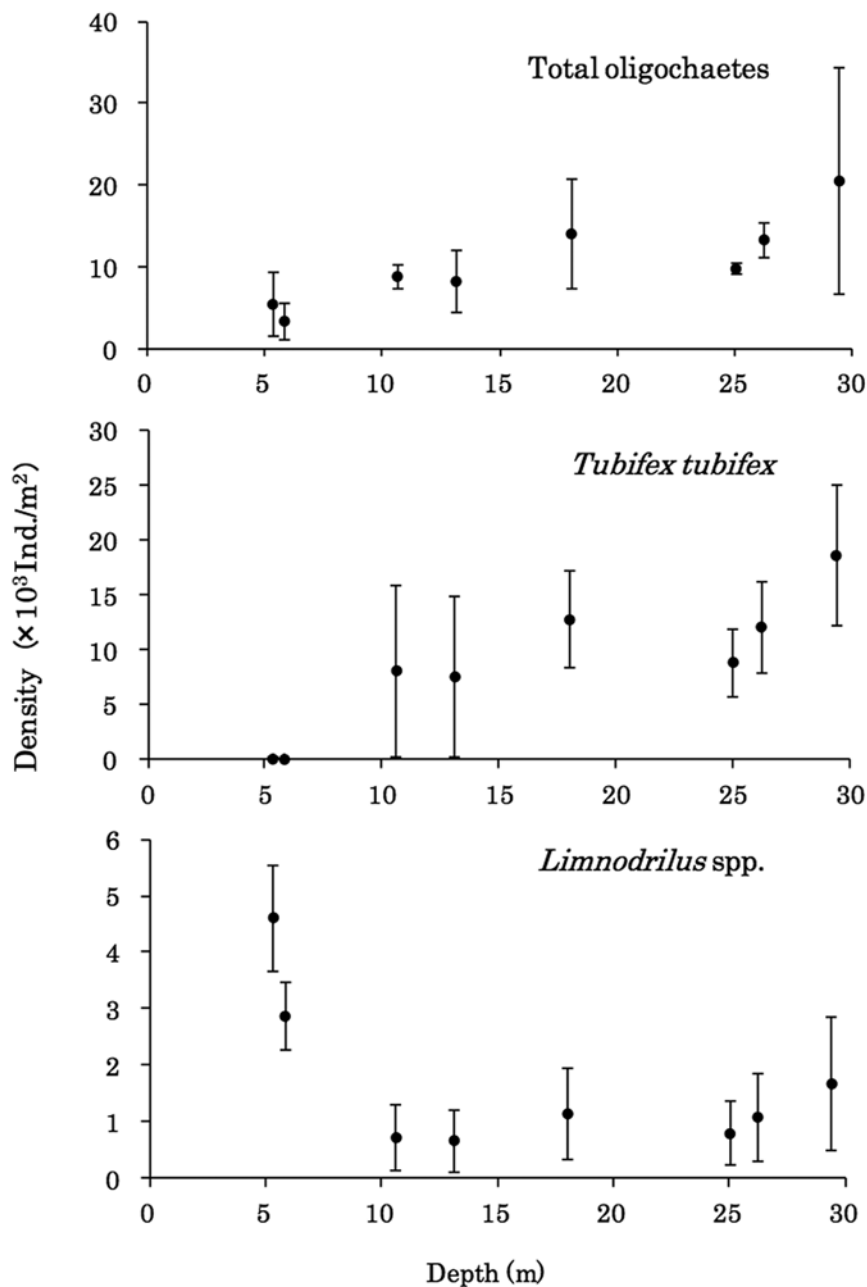 Total oligochaetes
40
30
20
10
0
0 5 10 15 20 25 30
Tubifex tubifex
30
25
20
15
10
5
0
0 5 10 15 20 25 30
Density (× 10³Ind./m²)
Limnodrilus spp.
6
5
4
3
2
1
0
0 5 10 15 20 25 30
Depth (m)